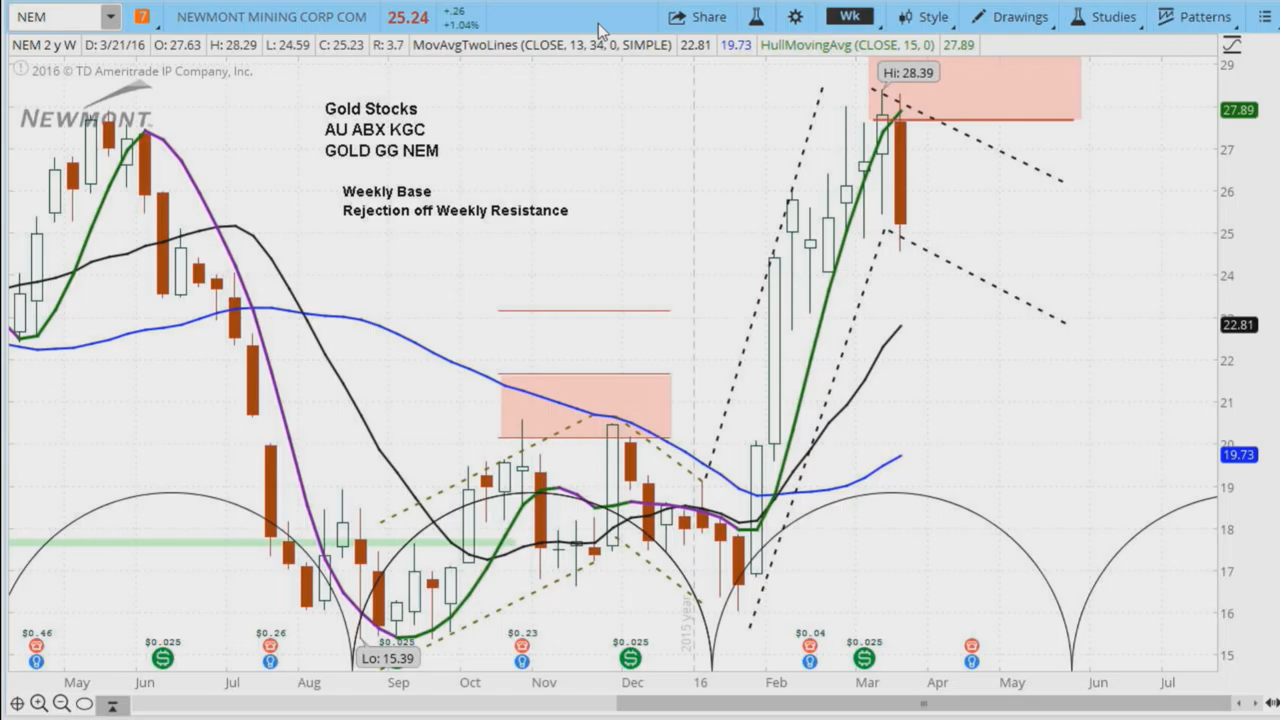 NEM 7 NEWMONT MINING CORP COM 25.24 +.26 +1.04% Share Wk Style Drawings Studies Patterns
NEM 2 y W D: 3/21/16 O: 27.63 H: 28.29 L: 24.59 C: 25.23 R: 3.7 MovAvgTwoLines (CLOSE, 13, 34, 0, SIMPLE) 22.81 19.73 HullMovingAvg (CLOSE, 15, 0) 27.89
2016 © TD Ameritrade IP Company, Inc.
NEWMONT
Gold Stocks
AU ABX KGC
GOLD GG NEM
Weekly Base
Rejection off Weekly Resistance
Hi: 28.39
Lo: 15.39
29
27.89
27
26
25
24
22.81
22
21
20
19.73
19
18
17
16
15
2015 year
$0.46 $0.025 $0.26 $0.025 $0.23 $0.025 $0.04 $0.025
May Jun Jul Aug Sep Oct Nov Dec 16 Feb Mar Apr May Jun Jul